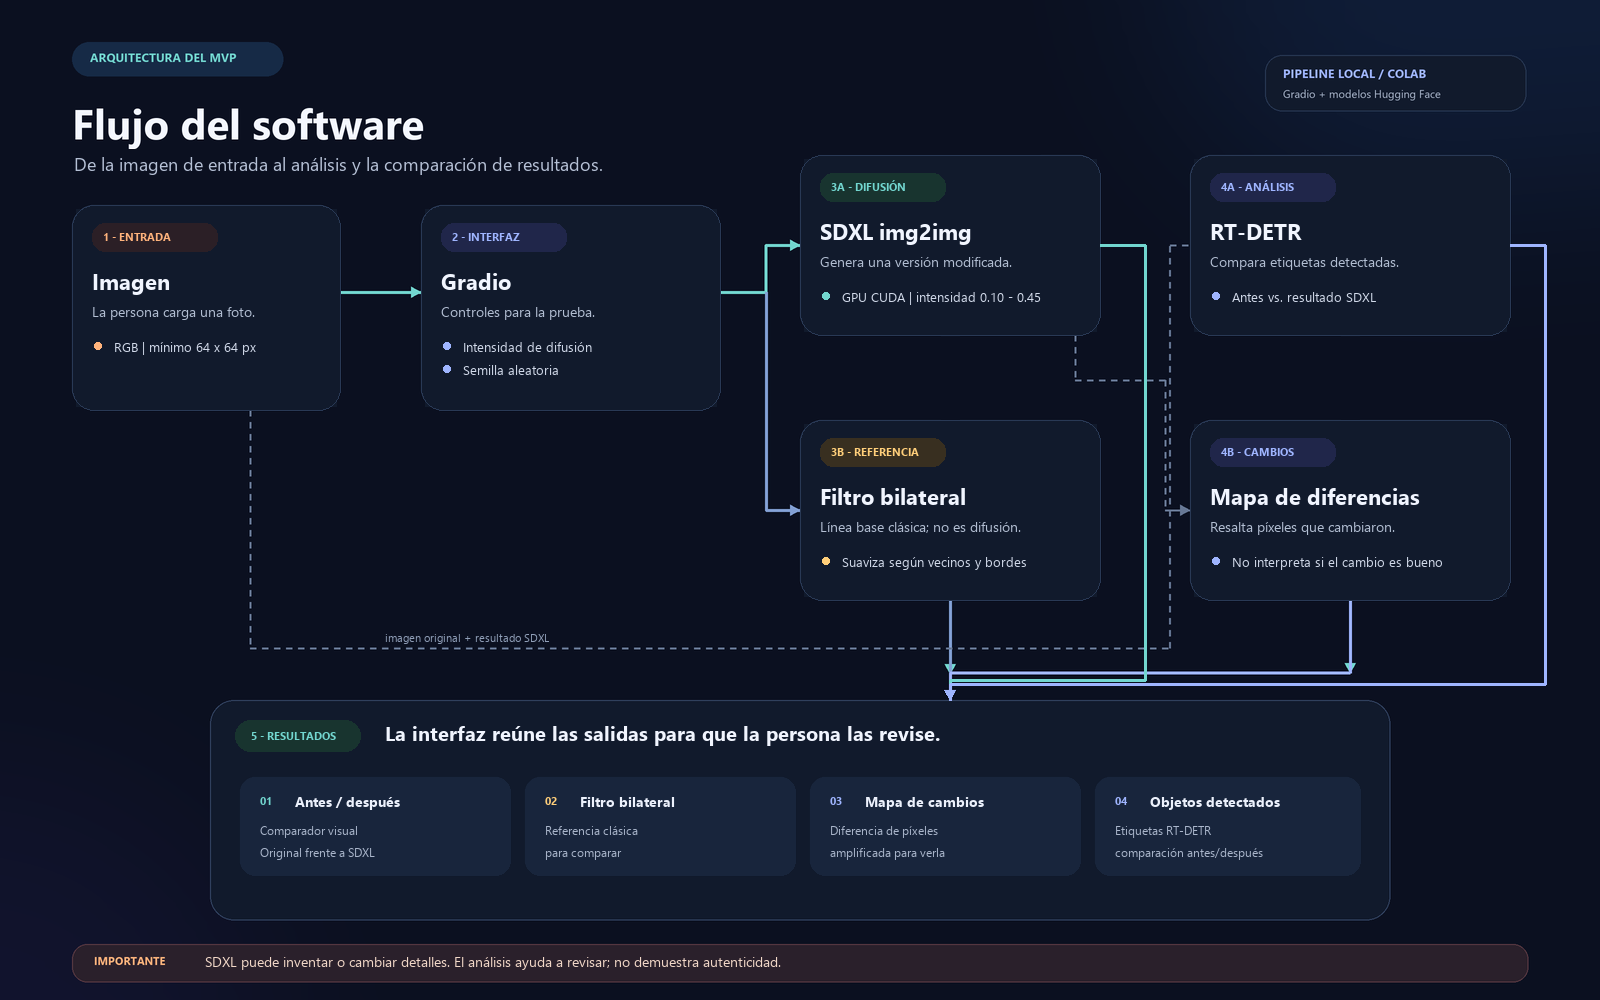 ARQUITECTURA DEL MVP
PIPELINE LOCAL / COLAB
Gradio + modelos Hugging Face
Flujo del software
De la imagen de entrada al análisis y la comparación de resultados.
1 - ENTRADA
Imagen
La persona carga una foto.
RGB | mínimo 64 x 64 px
2 - INTERFAZ
Gradio
Controles para la prueba.
Intensidad de difusión
Semilla aleatoria
3A - DIFUSIÓN
SDXL img2img
Genera una versión modificada.
GPU CUDA | intensidad 0.10 - 0.45
4A - ANÁLISIS
RT-DETR
Compara etiquetas detectadas.
Antes vs. resultado SDXL
3B - REFERENCIA
Filtro bilateral
Línea base clásica; no es difusión.
Suaviza según vecinos y bordes
4B - CAMBIOS
Mapa de diferencias
Resalta píxeles que cambiaron.
No interpreta si el cambio es bueno
imagen original + resultado SDXL
5 - RESULTADOS
La interfaz reúne las salidas para que la persona las revise.
01 Antes / después
Comparador visual
Original frente a SDXL
02 Filtro bilateral
Referencia clásica
para comparar
03 Mapa de cambios
Diferencia de píxeles
amplificada para verla
04 Objetos detectados
Etiquetas RT-DETR
comparación antes/después
IMPORTANTE
SDXL puede inventar o cambiar detalles. El análisis ayuda a revisar; no demuestra autenticidad.